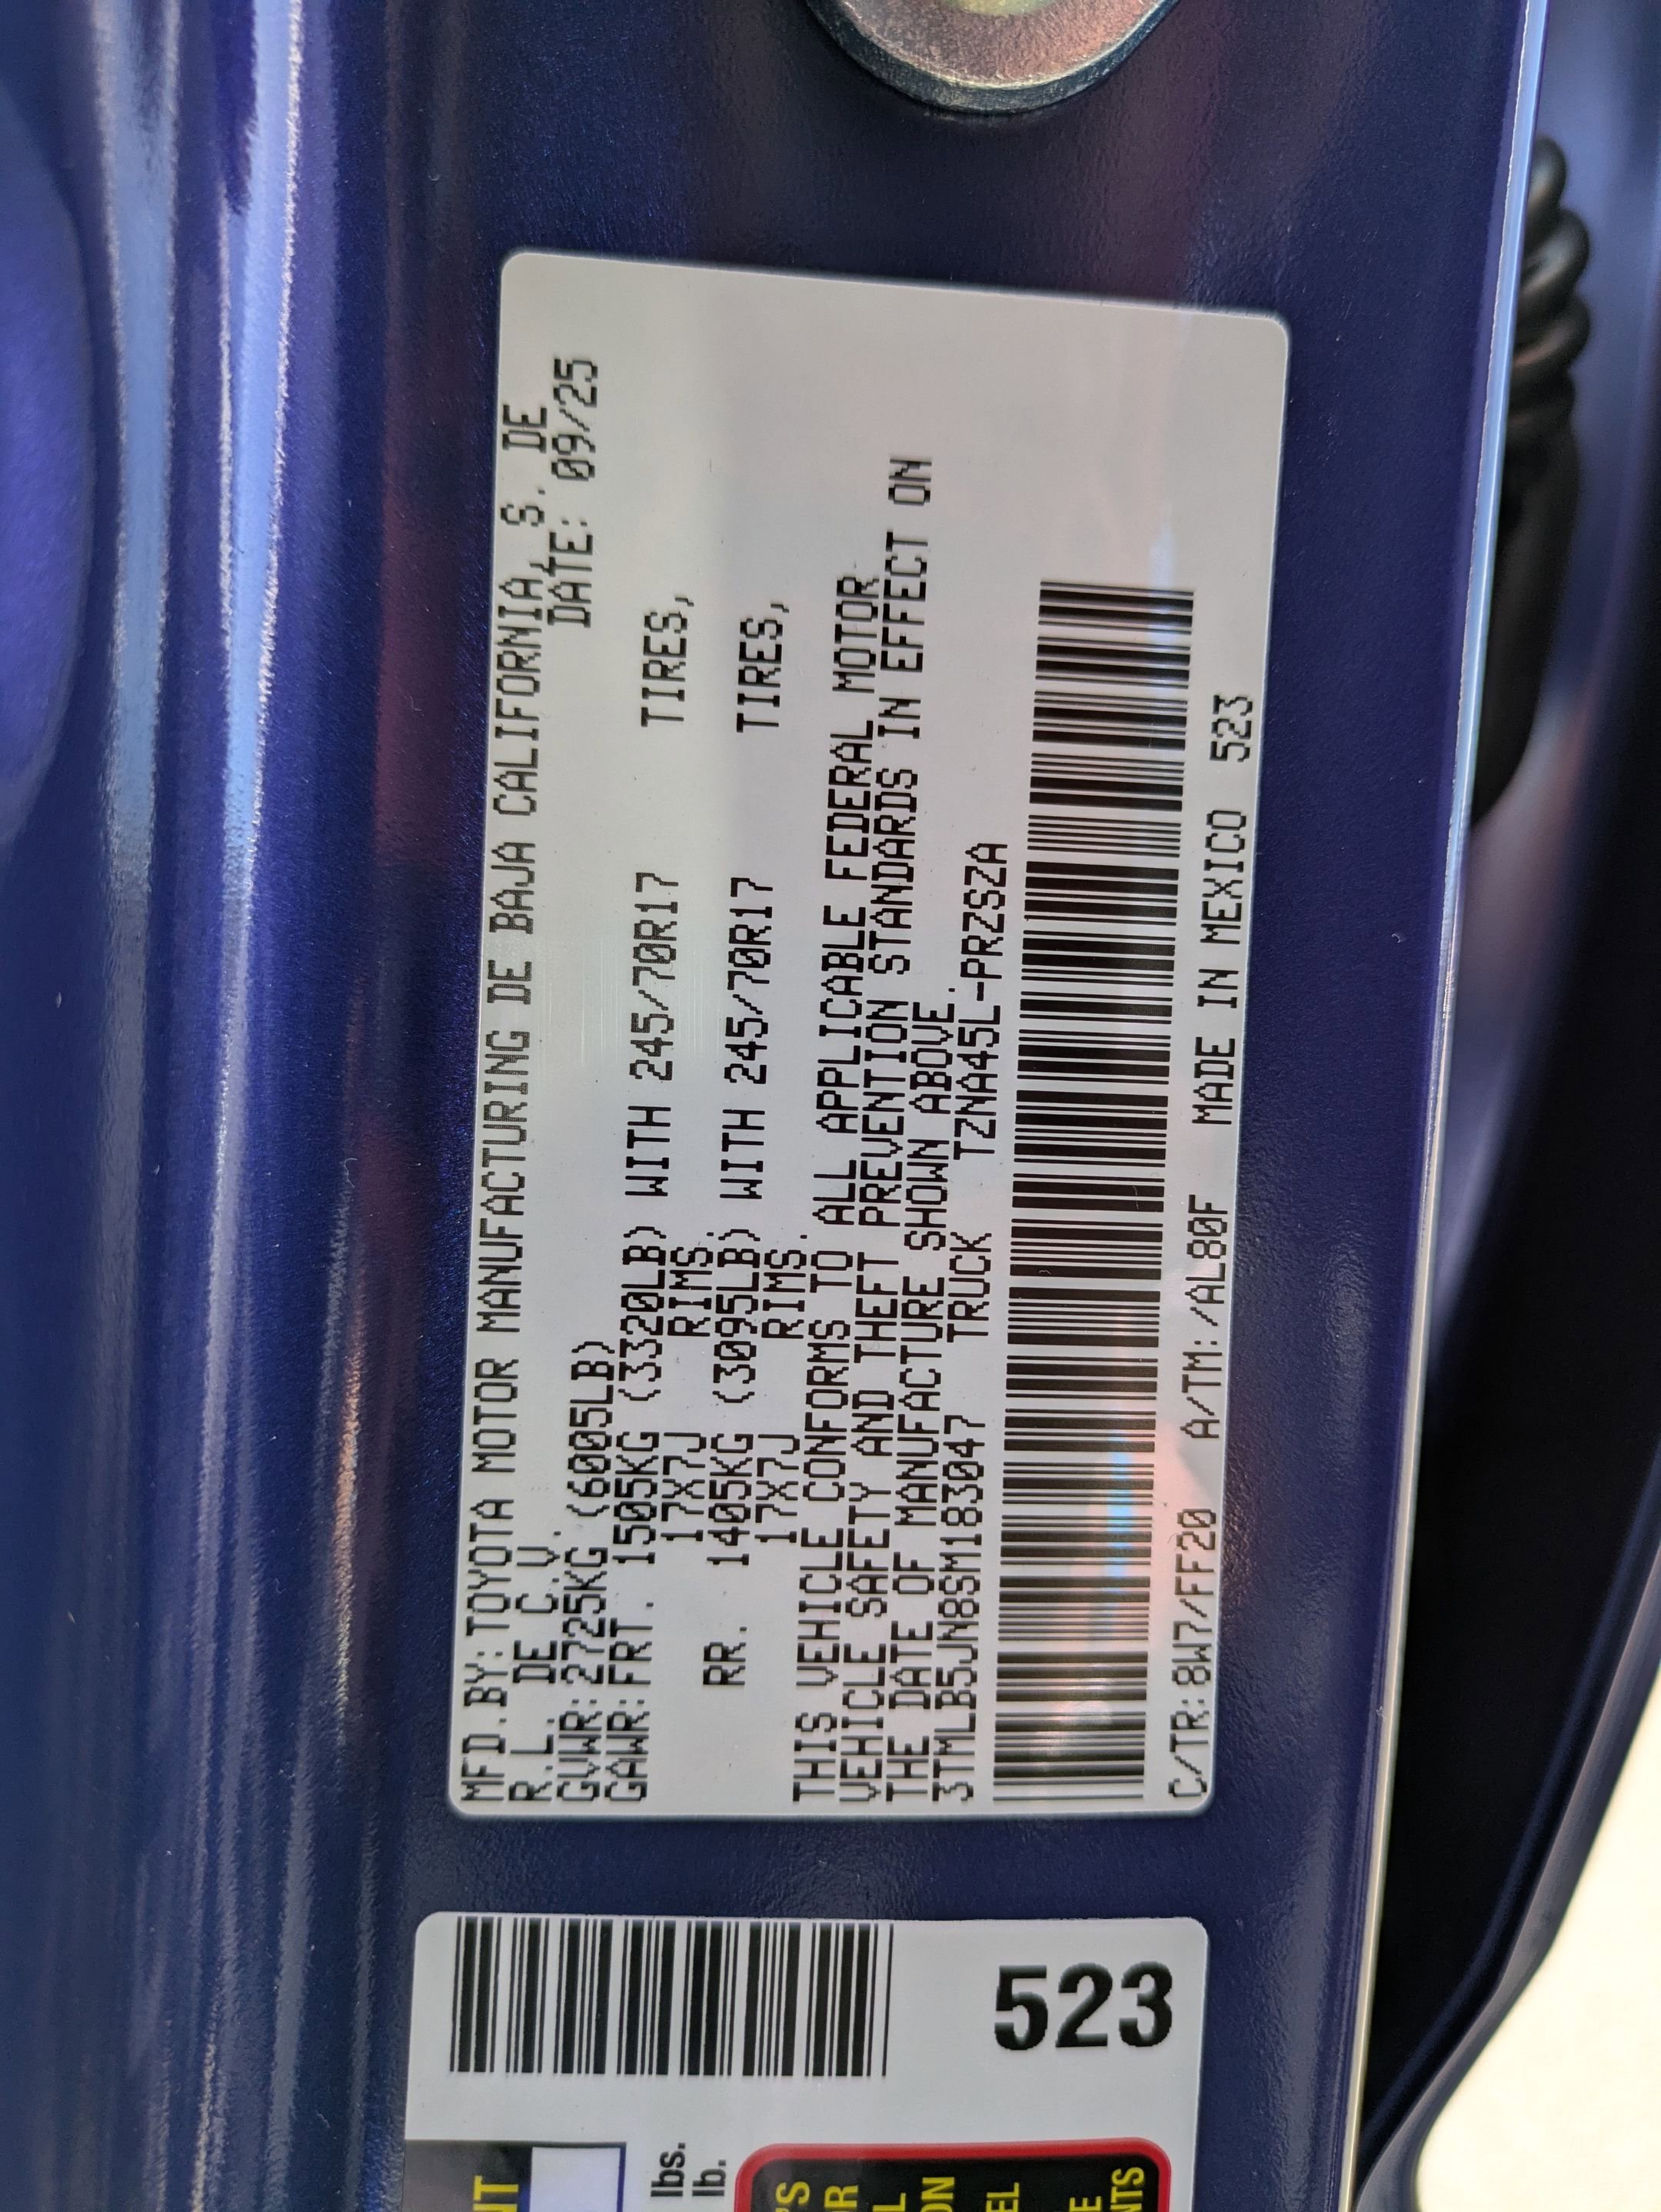 MFD.BY:TOYOTA MOTOR MANUFACTURING DE BAJA CALIFORNIA,S. DE
R.L. DE C.V. DATE: 09/25
GVWR:2725KG (6005LB)
GAWR:FRT. 1505KG (3320LB) WITH 245/70R17 TIRES,
17X7J RIMS.
RR. 1405KG (3095LB) WITH 245/70R17 TIRES,
17X7J RIMS.
THIS VEHICLE CONFORMS TO ALL APPLICABLE FEDERAL MOTOR
VEHICLE SAFETY AND THEFT PREVENTION STANDARDS IN EFFECT ON
THE DATE OF MANUFACTURE SHOWN ABOVE.
3TMLB5JN8SM183047 TRUCK TZNA45L-PRZSZA
C/TR:8W7/FF20 A/TM:/AL80F MADE IN MEXICO 523
523
lbs.
lb.